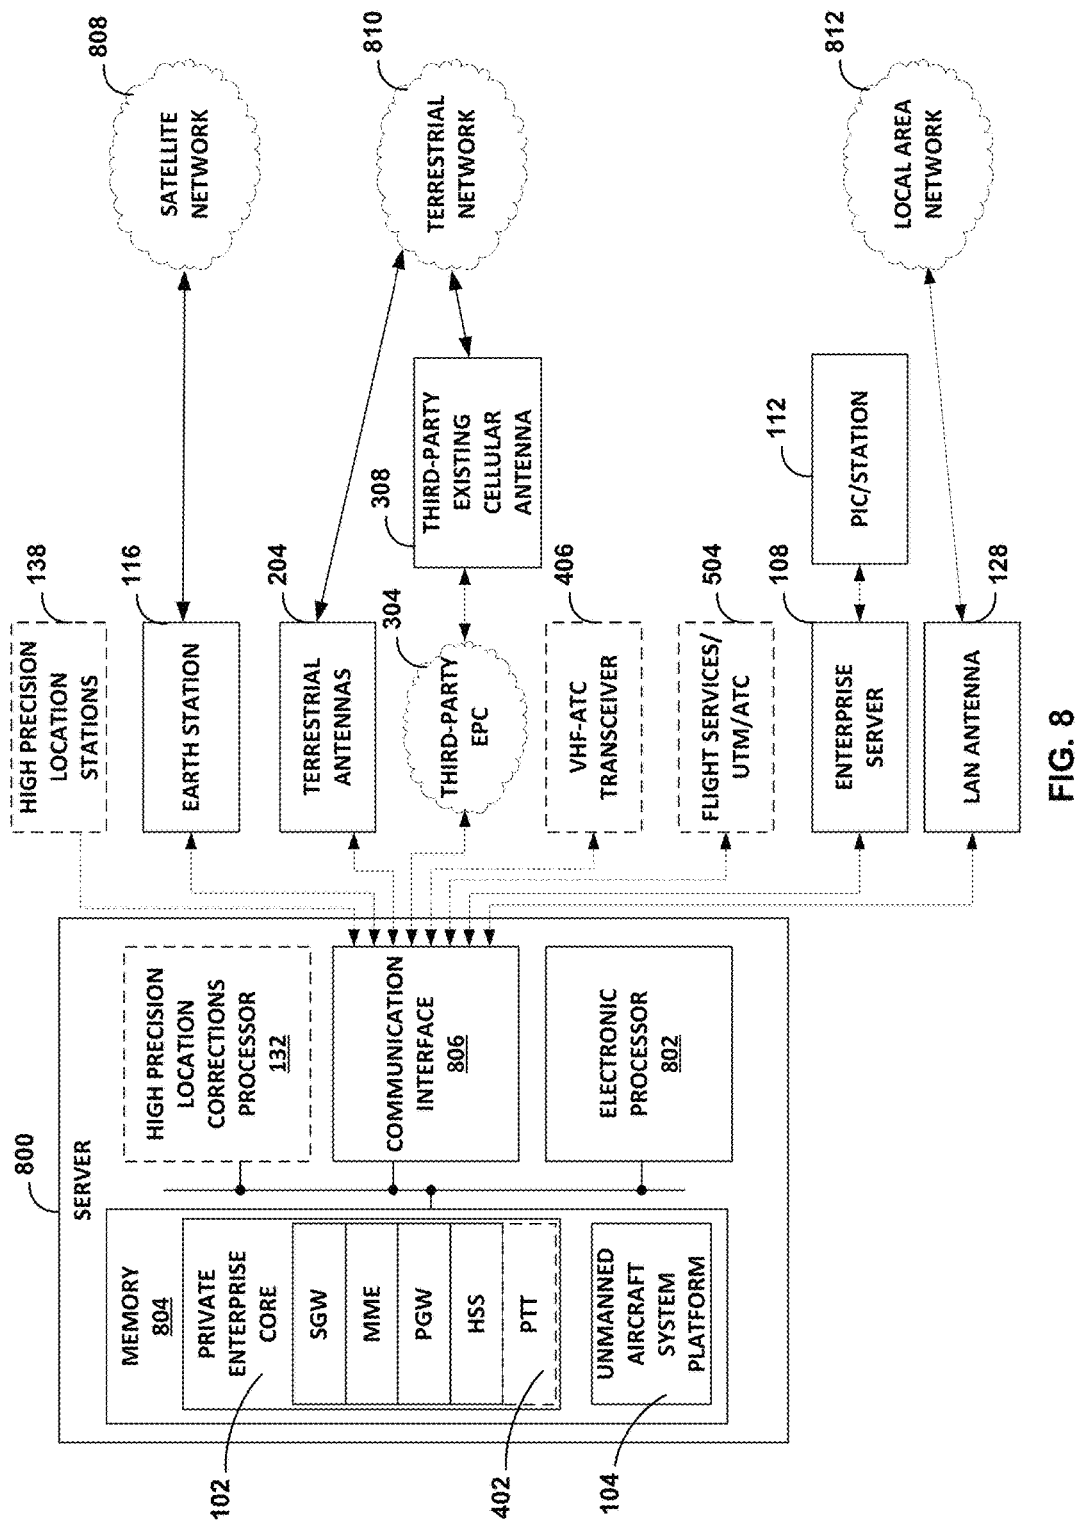 800
SERVER
MEMORY
804
PRIVATE
ENTERPRISE
CORE
SGW
MME
PGW
HSS
PTT
UNMANNED
AIRCRAFT
SYSTEM
PLATFORM
102
402
104
HIGH PRECISION
LOCATION
CORRECTIONS
PROCESSOR
132
COMMUNICATION
INTERFACE
806
ELECTRONIC
PROCESSOR
802
HIGH PRECISION
LOCATION
STATIONS
138
EARTH STATION
116
TERRESTRIAL
ANTENNAS
204
THIRD-PARTY
EPC
304
VHF-ATC
TRANSCEIVER
406
FLIGHT SERVICES/
UTM/ATC
504
ENTERPRISE
SERVER
108
LAN ANTENNA
128
THIRD-PARTY
EXISTING
CELLULAR
ANTENNA
308
PIC/STATION
112
SATELLITE
NETWORK
808
TERRESTRIAL
NETWORK
810
LOCAL AREA
NETWORK
812
FIG. 8